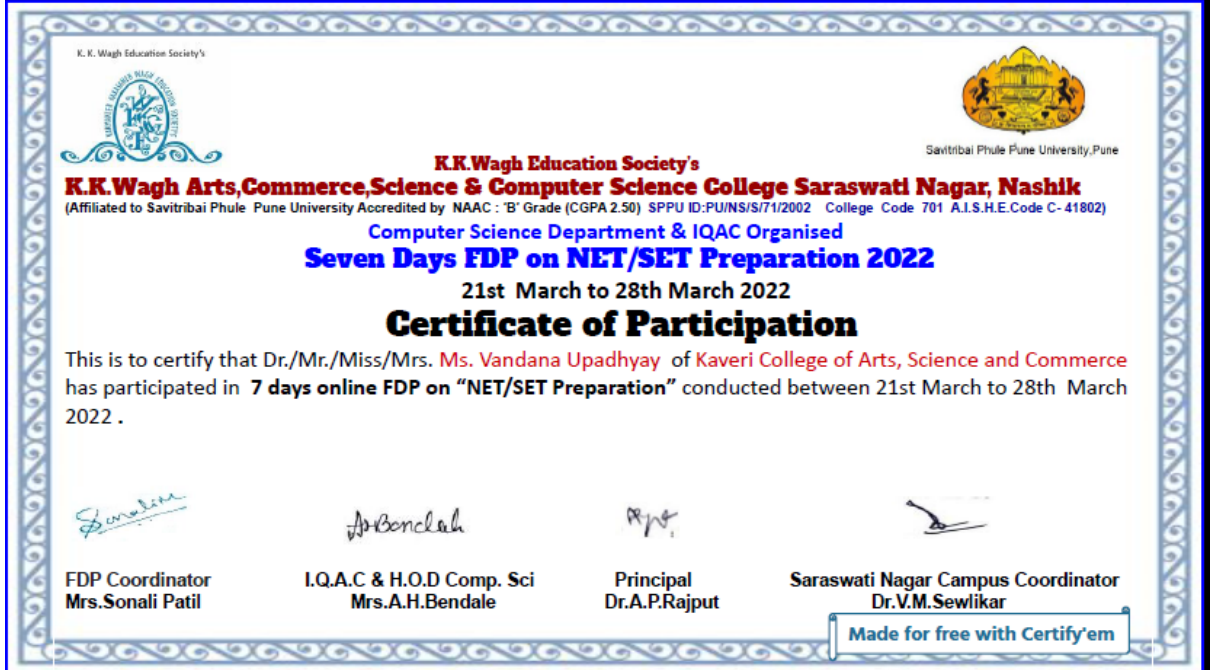 K. K. Wagh Education Society's
Savitribai Phule Pune University,Pune
K.K.Wagh Education Society's
K.K.Wagh Arts,Commerce,Science & Computer Science College Saraswati Nagar, Nashik
(Affiliated to Savitribai Phule Pune University Accredited by NAAC : "B" Grade (CGPA 2.50) SPPU ID:PU/NS/S/71/2002 College Code 701 A.I.S.H.E.Code C- 41802)
Computer Science Department & IQAC Organised
Seven Days FDP on NET/SET Preparation 2022
21st March to 28th March 2022
Certificate of Participation
This is to certify that Dr./Mr./Miss/Mrs. Ms. Vandana Upadhyay of Kaveri College of Arts, Science and Commerce
has participated in 7 days online FDP on “NET/SET Preparation” conducted between 21st March to 28th March
2022 .
FDP Coordinator I.Q.A.C & H.O.D Comp. Sci Principal Saraswati Nagar Campus Coordinator
Mrs.Sonali Patil Mrs.A.H.Bendale Dr.A.P.Rajput Dr.V.M.Sewlikar
Made for free with Certify'em